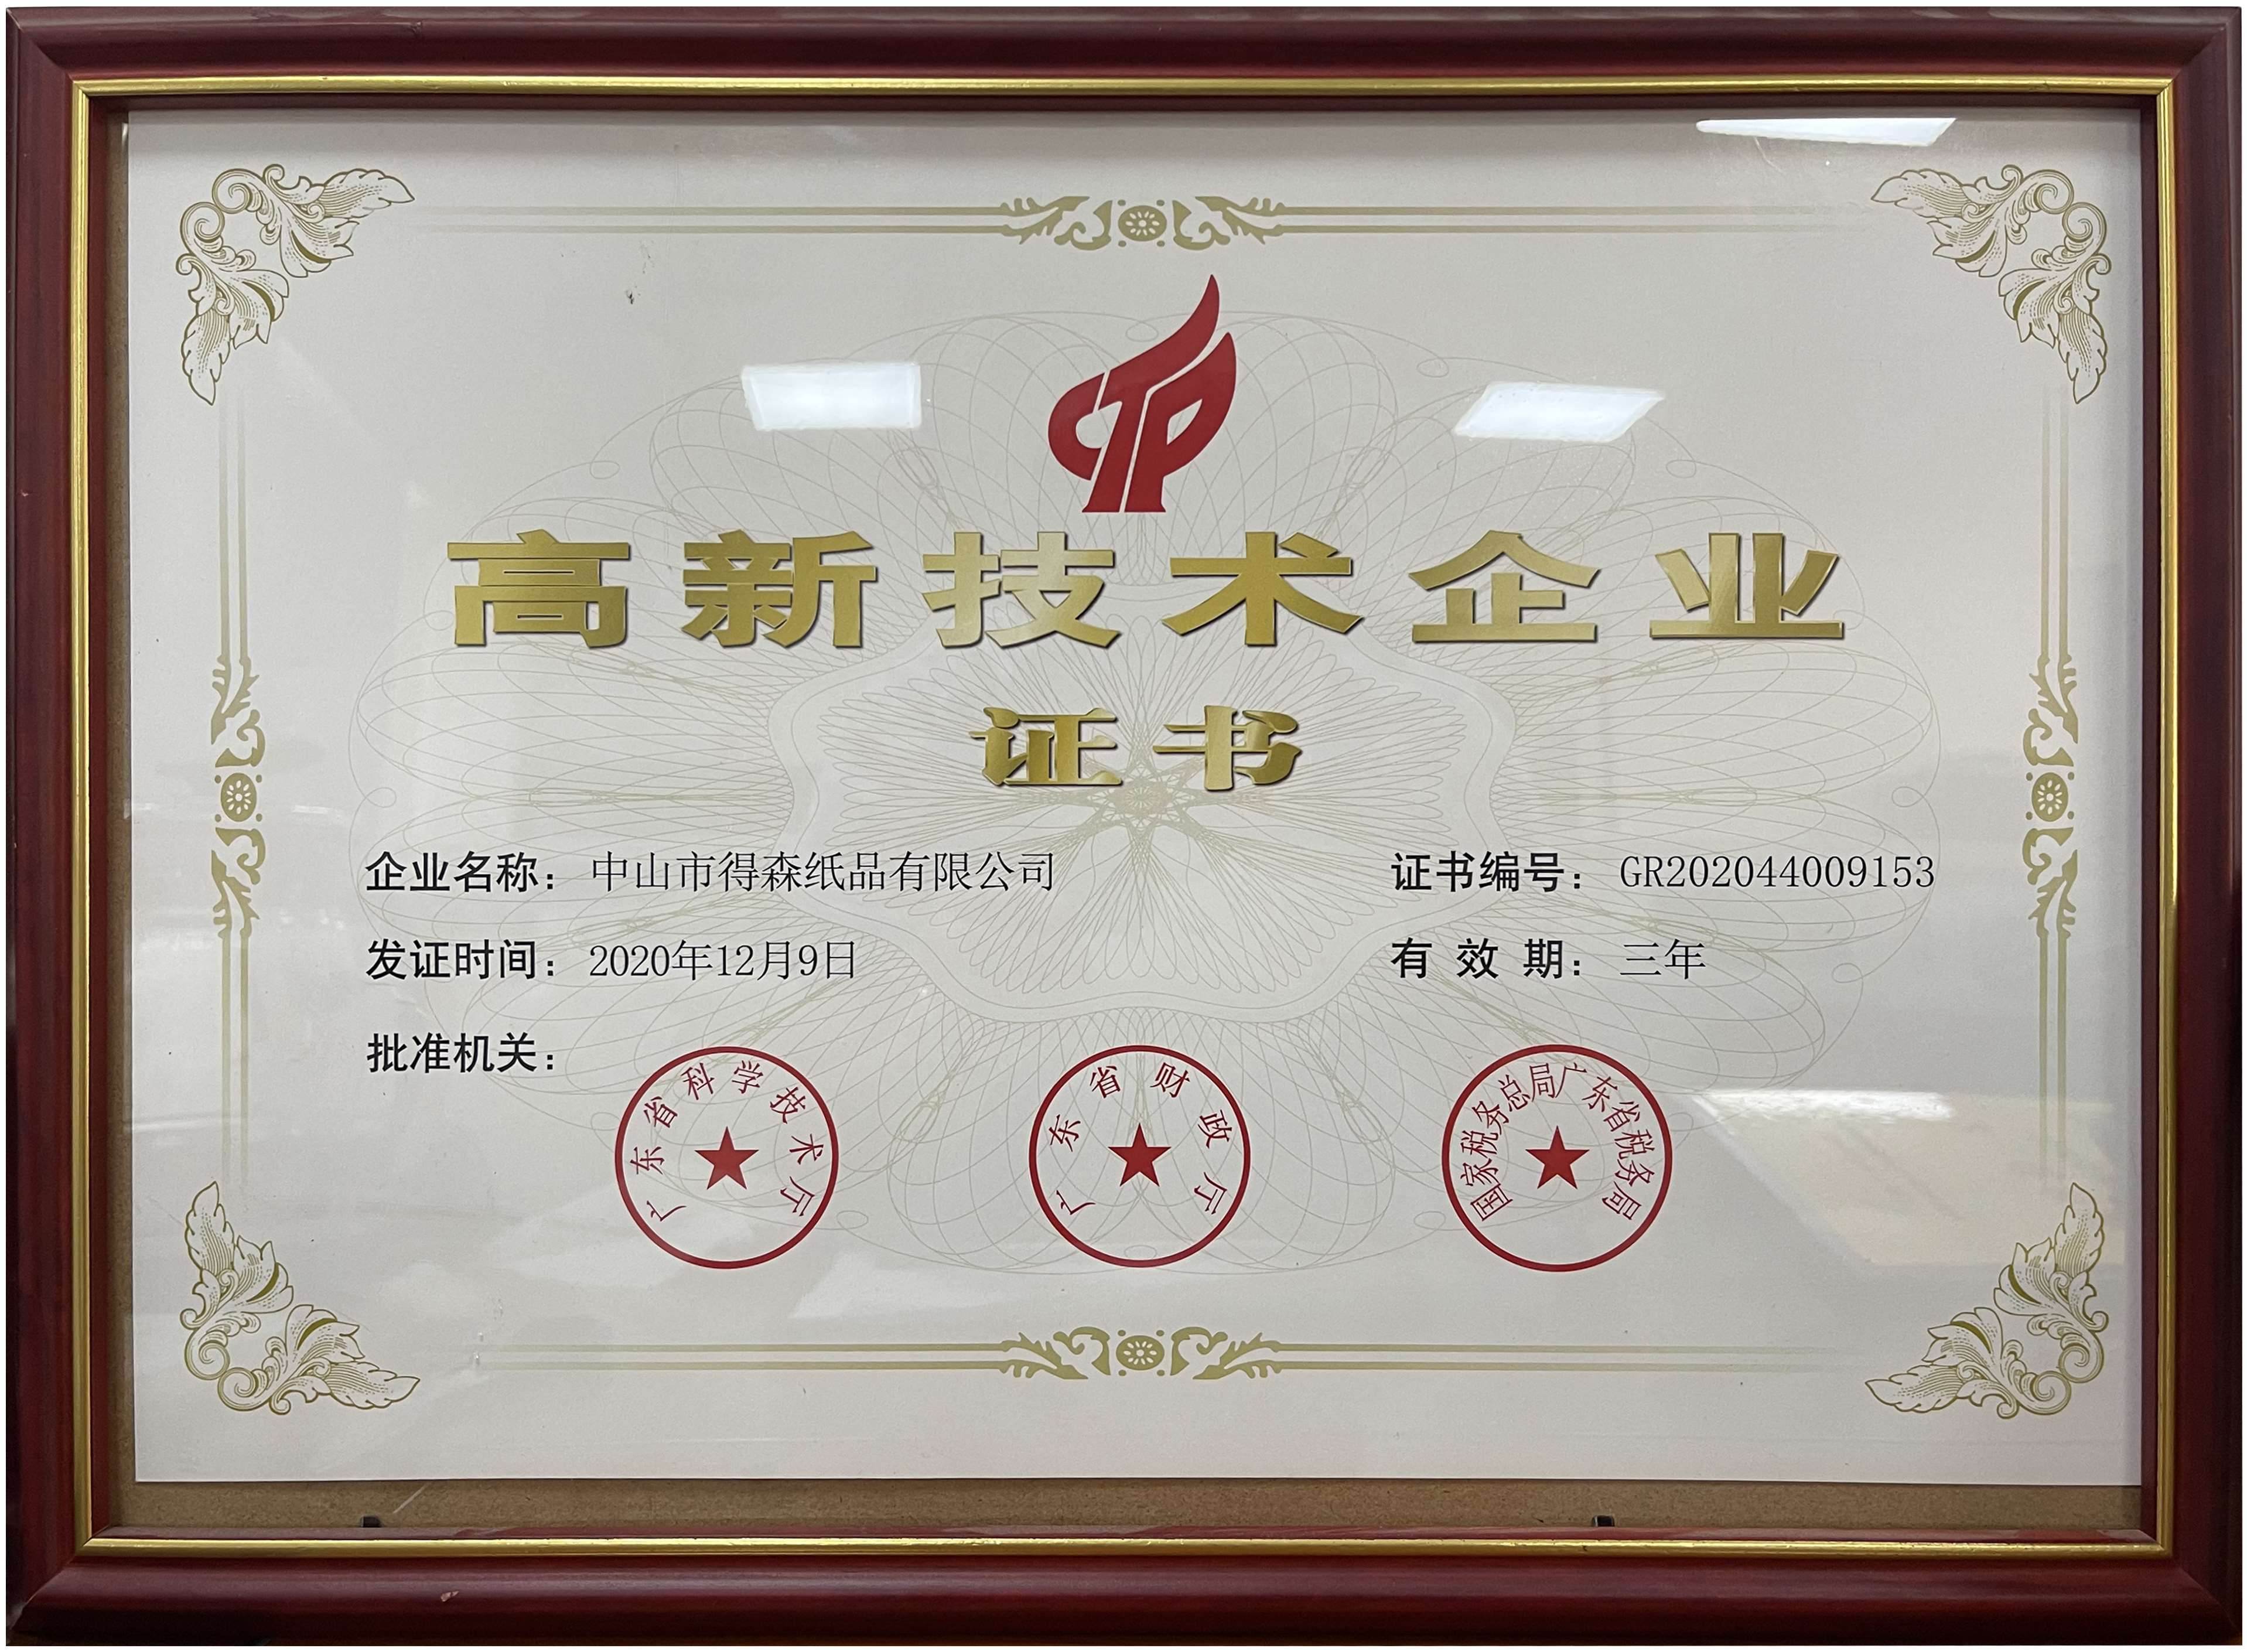 高新技术企业
证书
企业名称：中山市得森纸品有限公司
证书编号：GR202044009153
发证时间：2020年12月9日
有效期：三年
批准机关：
广东省科学技术厅
广东省财政厅
国家税务总局广东省税务局